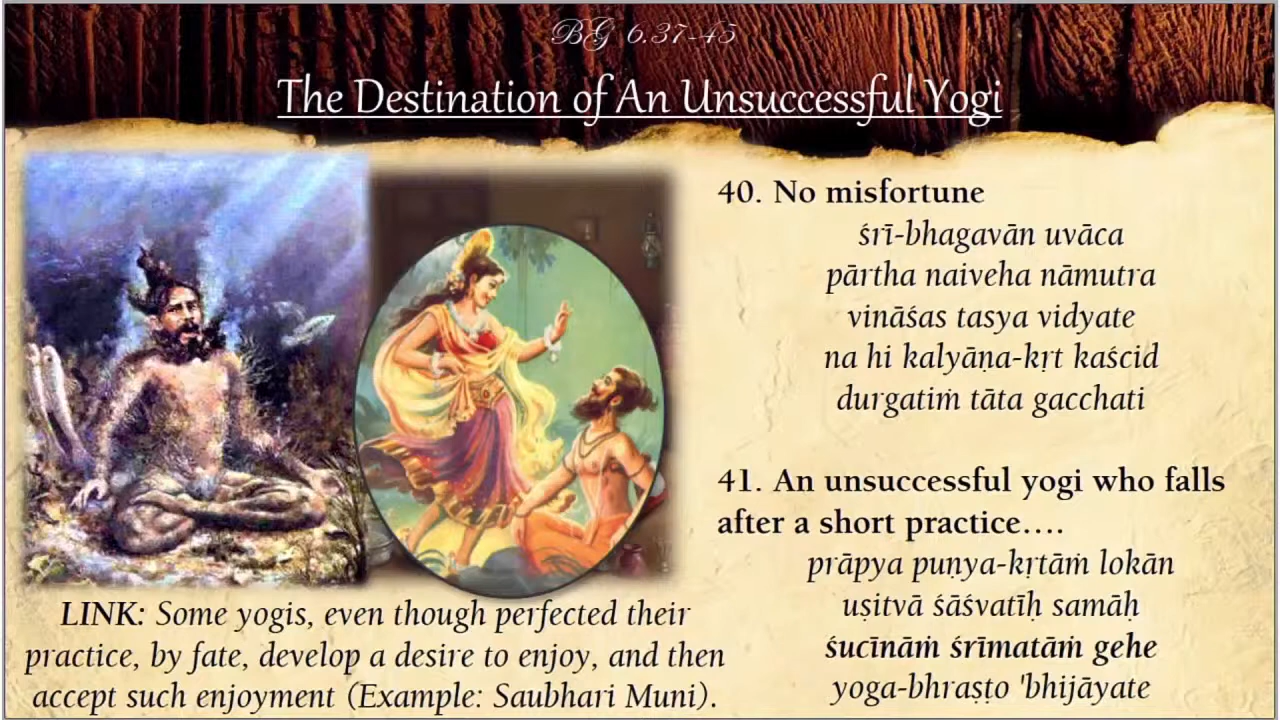 BG 6.37-45
The Destination of An Unsuccessful Yogi
40. No misfortune
śrī-bhagavān uvāca
pārtha naiveha nāmutra
vināśas tasya vidyate
na hi kalyāṇa-kṛt kaścid
durgatiṁ tāta gacchati
41. An unsuccessful yogi who falls
after a short practice….
prāpya puṇya-kṛtāṁ lokān
uṣitvā śāśvatīḥ samāḥ
śucīnāṁ śrīmatāṁ gehe
yoga-bhraṣṭo 'bhijāyate
LINK: Some yogis, even though perfected their
practice, by fate, develop a desire to enjoy, and then
accept such enjoyment (Example: Saubhari Muni).